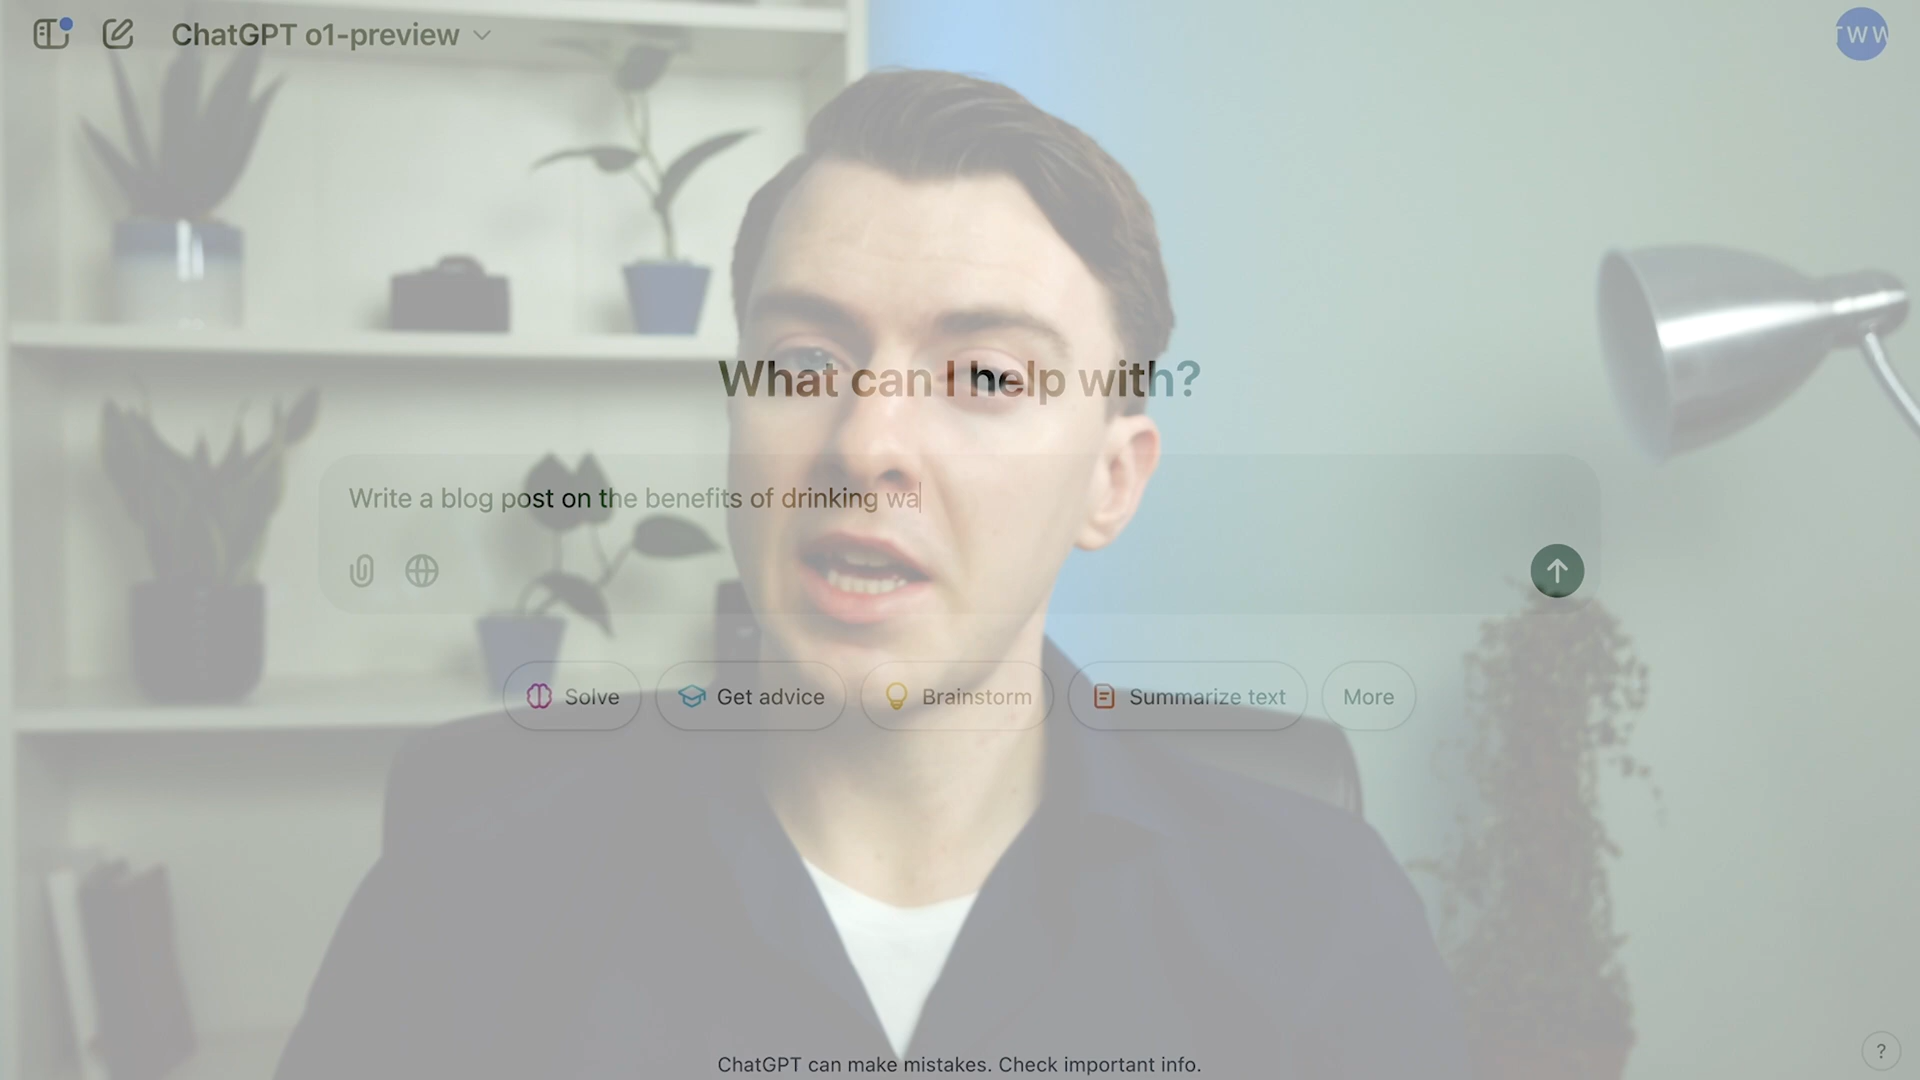 ChatGPT o1-preview
What can I help with?
Write a blog post on the benefits of drinking wa
Solve
Get advice
Brainstorm
Summarize text
More
ChatGPT can make mistakes. Check important info.
?